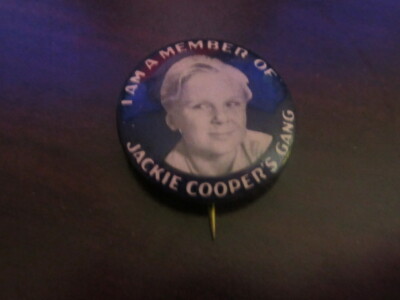 I AM A MEMBER OF
JACKIE COOPER'S GANG